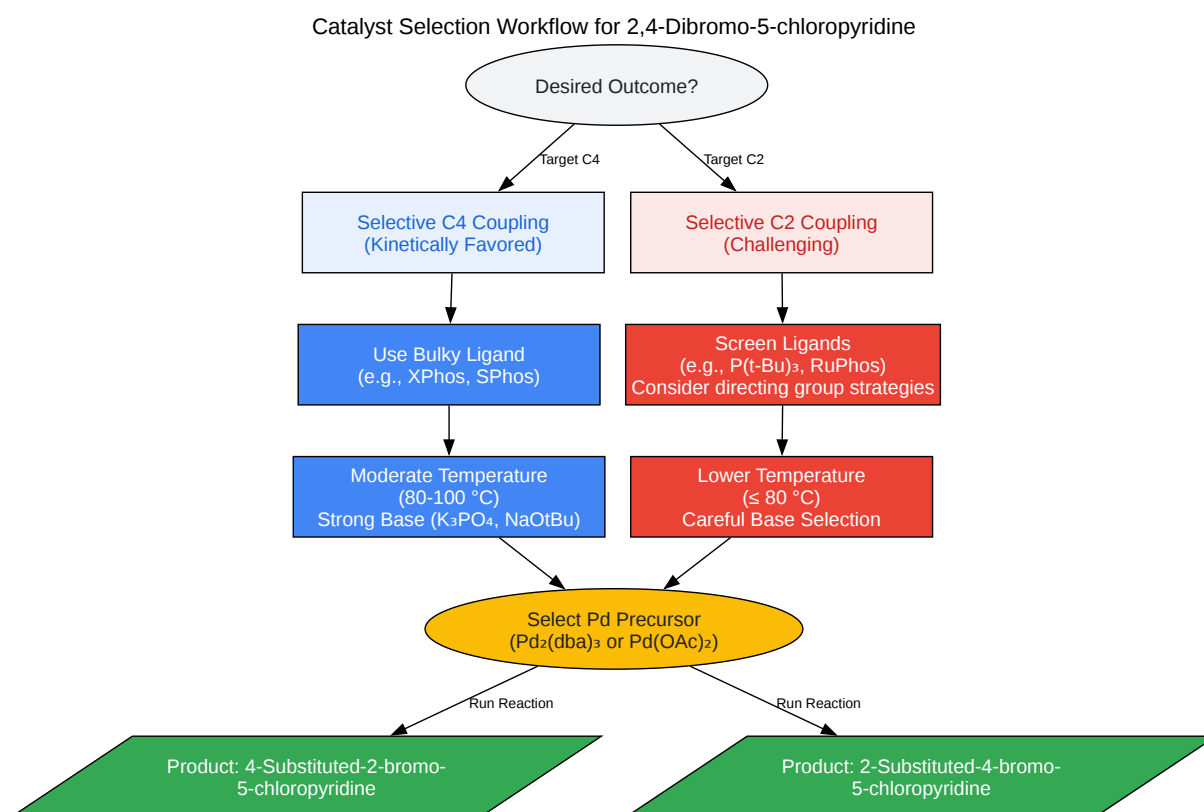 Catalyst Selection Workflow for 2,4-Dibromo-5-chloropyridine
Desired Outcome?
Target C4
Target C2
Selective C4 Coupling
(Kinetically Favored)
Selective C2 Coupling
(Challenging)
Use Bulky Ligand
(e.g., XPhos, SPhos)
Screen Ligands
(e.g., P(t-Bu)₃, RuPhos)
Consider directing group strategies
Moderate Temperature
(80-100 °C)
Strong Base (K₃PO₄, NaOtBu)
Lower Temperature
(≤ 80 °C)
Careful Base Selection
Select Pd Precursor
(Pd₂(dba)₃ or Pd(OAc)₂)
Run Reaction
Run Reaction
Product: 4-Substituted-2-bromo-
5-chloropyridine
Product: 2-Substituted-4-bromo-
5-chloropyridine